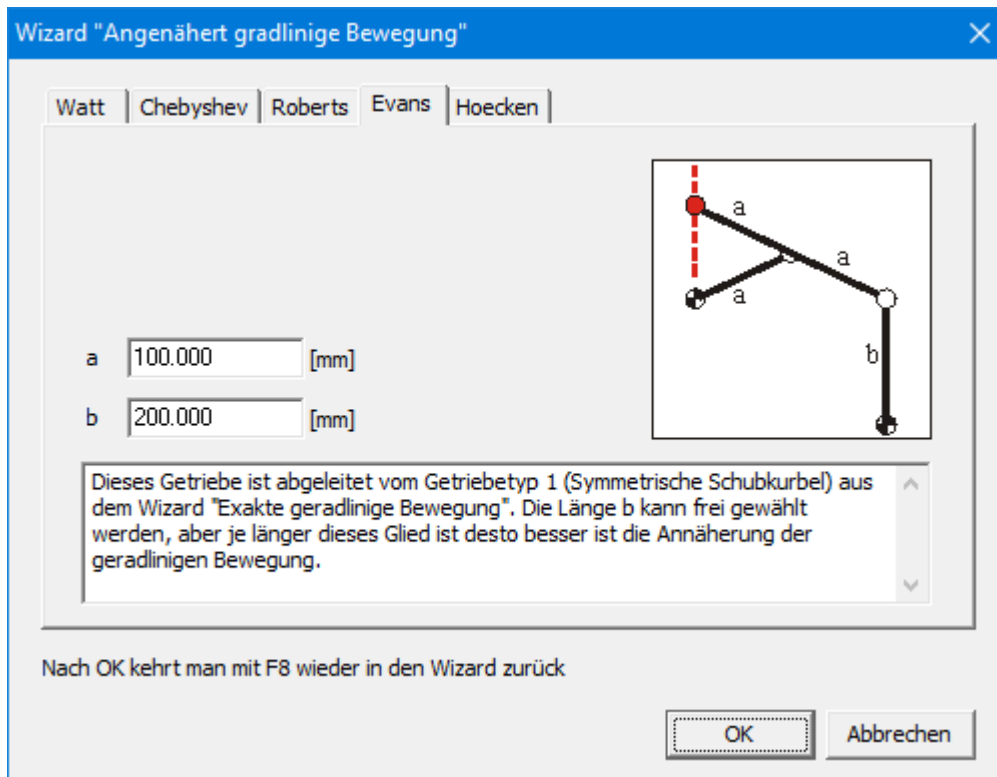 Wizard "Angenähert gradlinige Bewegung"
Watt Chebyshev Roberts Evans Hoecken
a
a
a
b
a 100.000 [mm]
b 200.000 [mm]
Dieses Getriebe ist abgeleitet vom Getriebetyp 1 (Symmetrische Schubkurbel) aus
dem Wizard "Exakte geradlinige Bewegung". Die Länge b kann frei gewählt
werden, aber je länger dieses Glied ist desto besser ist die Annäherung der
geradlinigen Bewegung.
Nach OK kehrt man mit F8 wieder in den Wizard zurück
OK Abbrechen